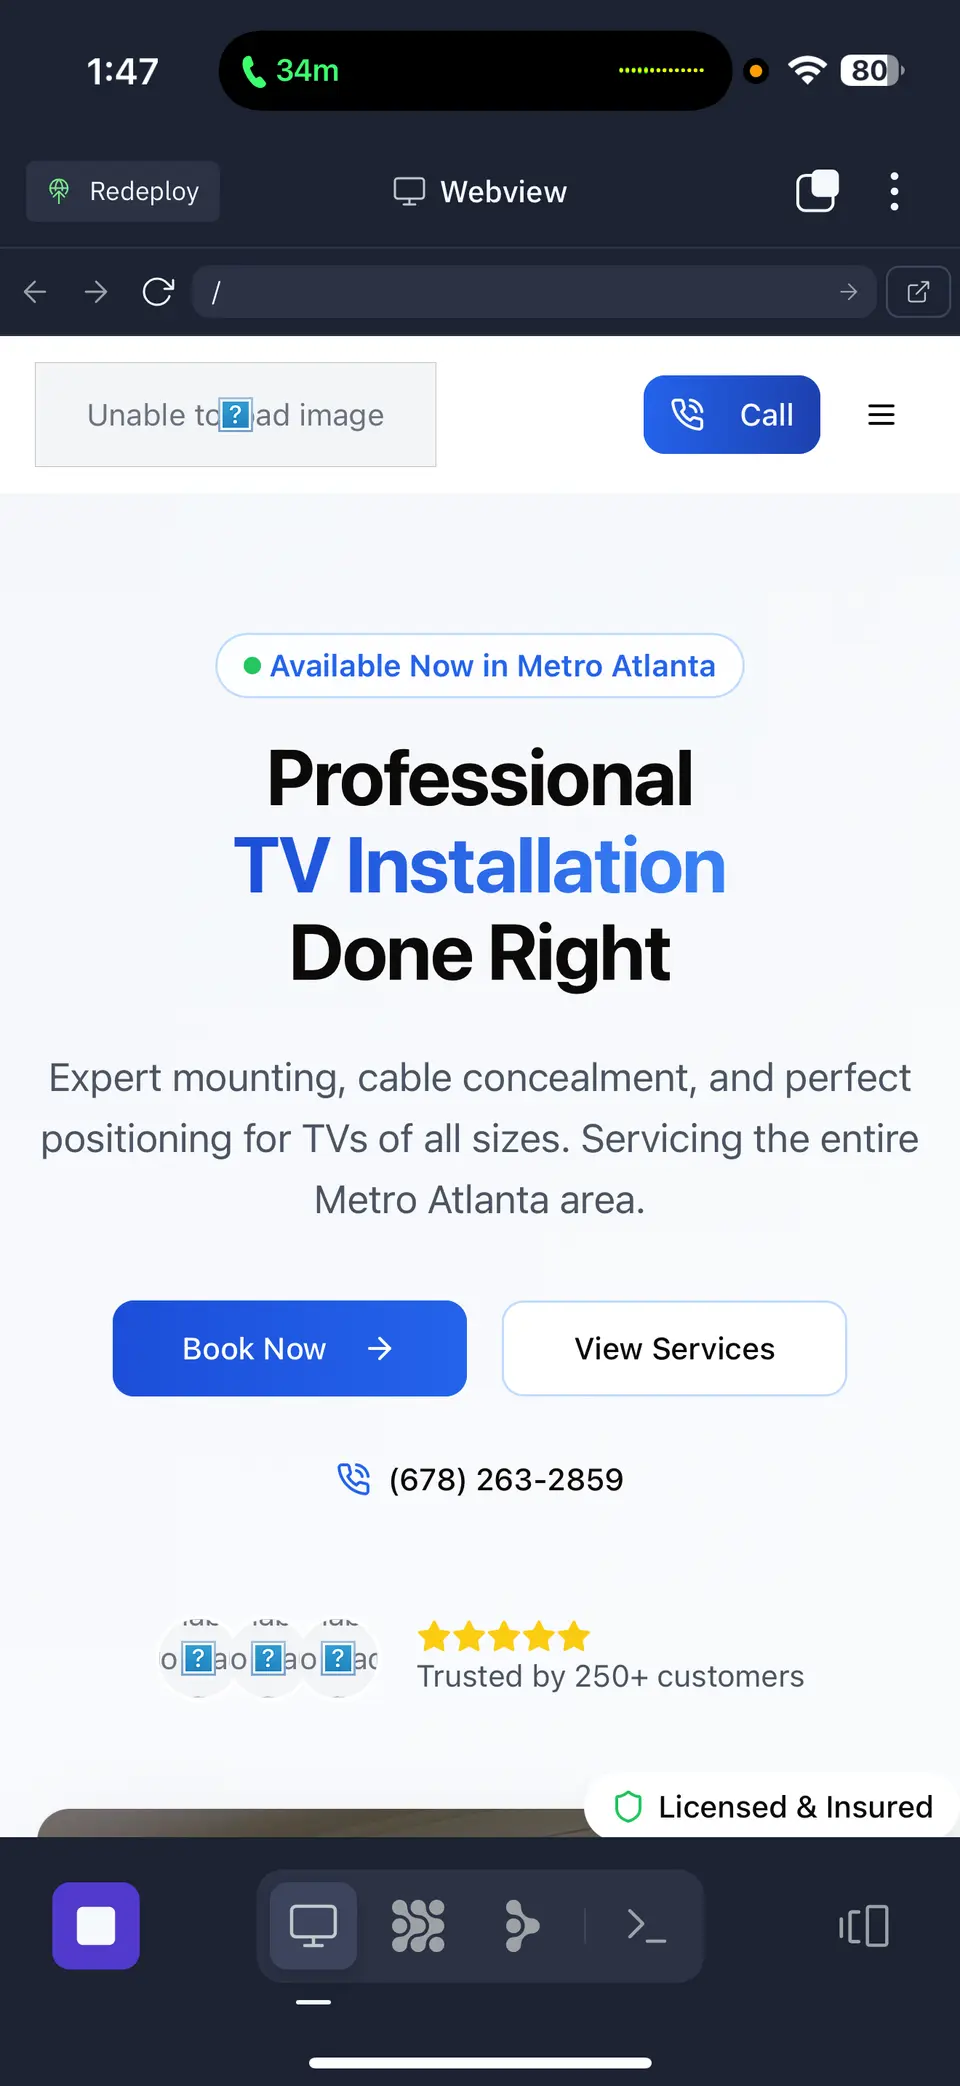 1:47
34m
80
Redeploy
Webview
/
Unable to ad image
Call
Available Now in Metro Atlanta
Professional
TV Installation
Done Right
Expert mounting, cable concealment, and perfect
positioning for TVs of all sizes. Servicing the entire
Metro Atlanta area.
Book Now
View Services
(678) 263-2859
Trusted by 250+ customers
Licensed & Insured